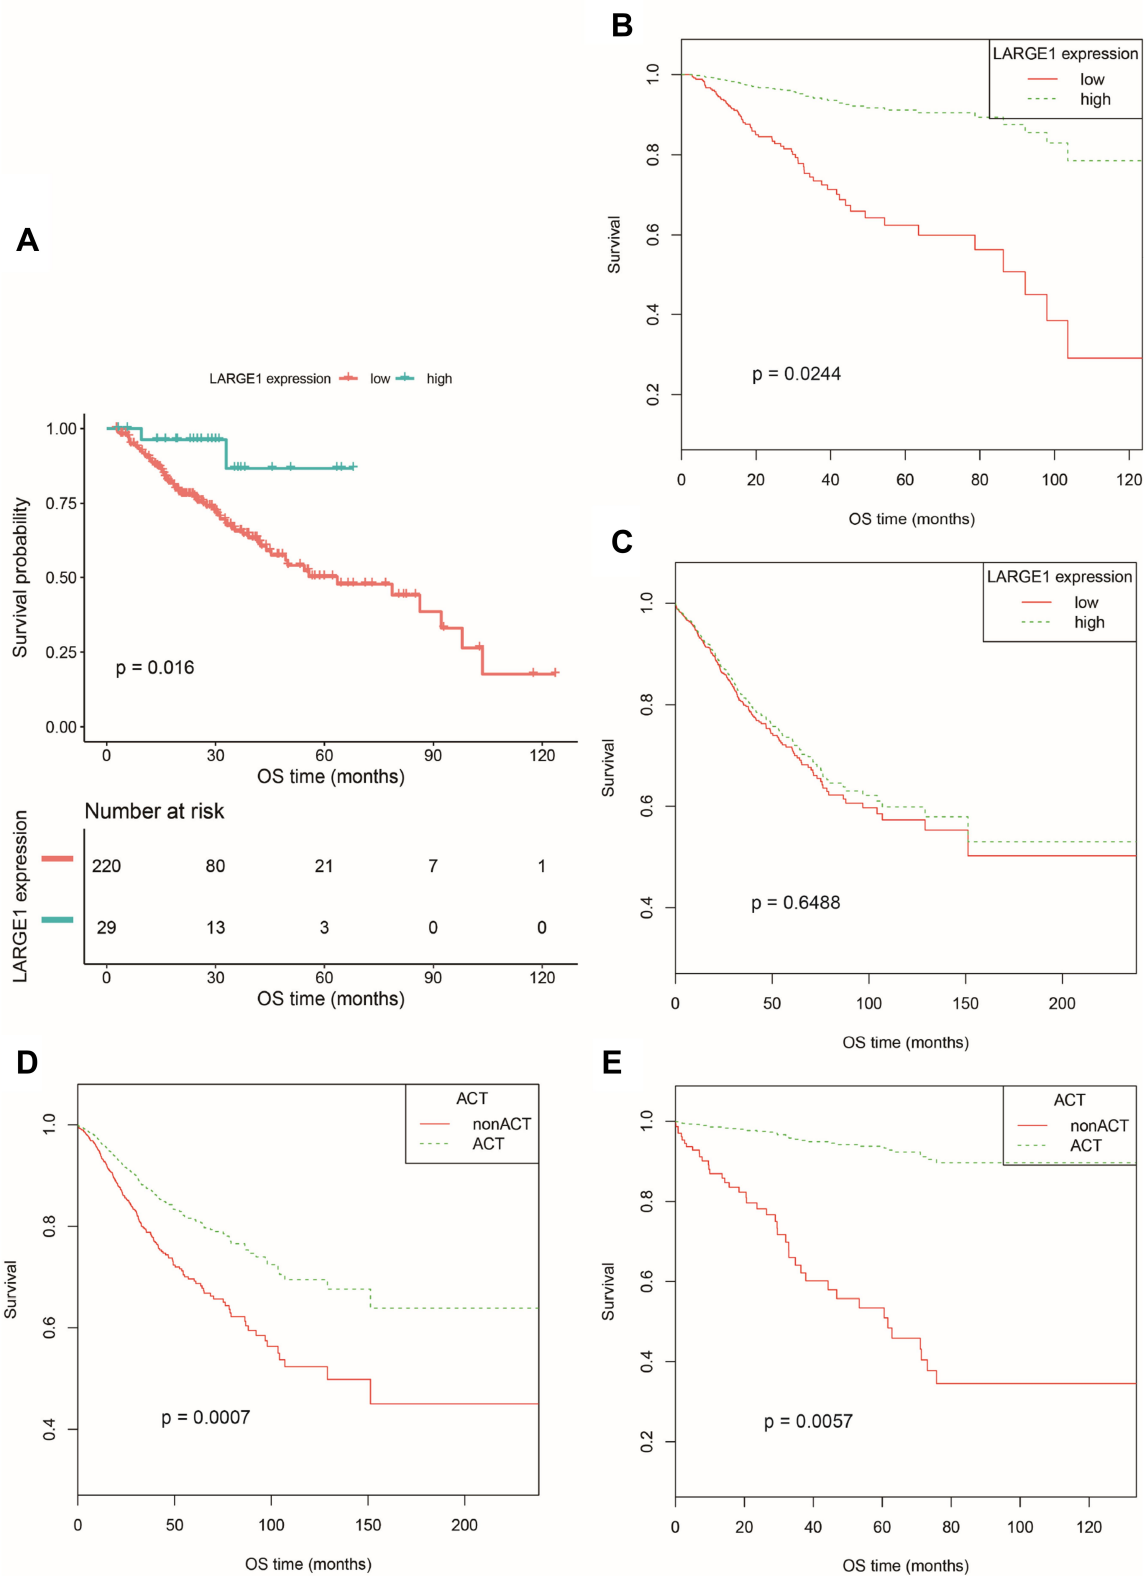 A
LARGE1 expression low high
1.00
0.75
0.50
0.25
0.00
Survival probability
p = 0.016
0 30 60 90 120
OS time (months)
Number at risk
LARGE1 expression
220 80 21 7 1
29 13 3 0 0
0 30 60 90 120
OS time (months)
B
LARGE1 expression
low
high
1.0
0.8
0.6
0.4
0.2
Survival
p = 0.0244
0 20 40 60 80 100 120
OS time (months)
C
LARGE1 expression
low
high
1.0
0.8
0.6
0.4
Survival
p = 0.6488
0 50 100 150 200
OS time (months)
D
ACT
nonACT
ACT
1.0
0.8
0.6
0.4
Survival
p = 0.0007
0 50 100 150 200
OS time (months)
E
ACT
nonACT
ACT
1.0
0.8
0.6
0.4
0.2
Survival
p = 0.0057
0 20 40 60 80 100 120
OS time (months)